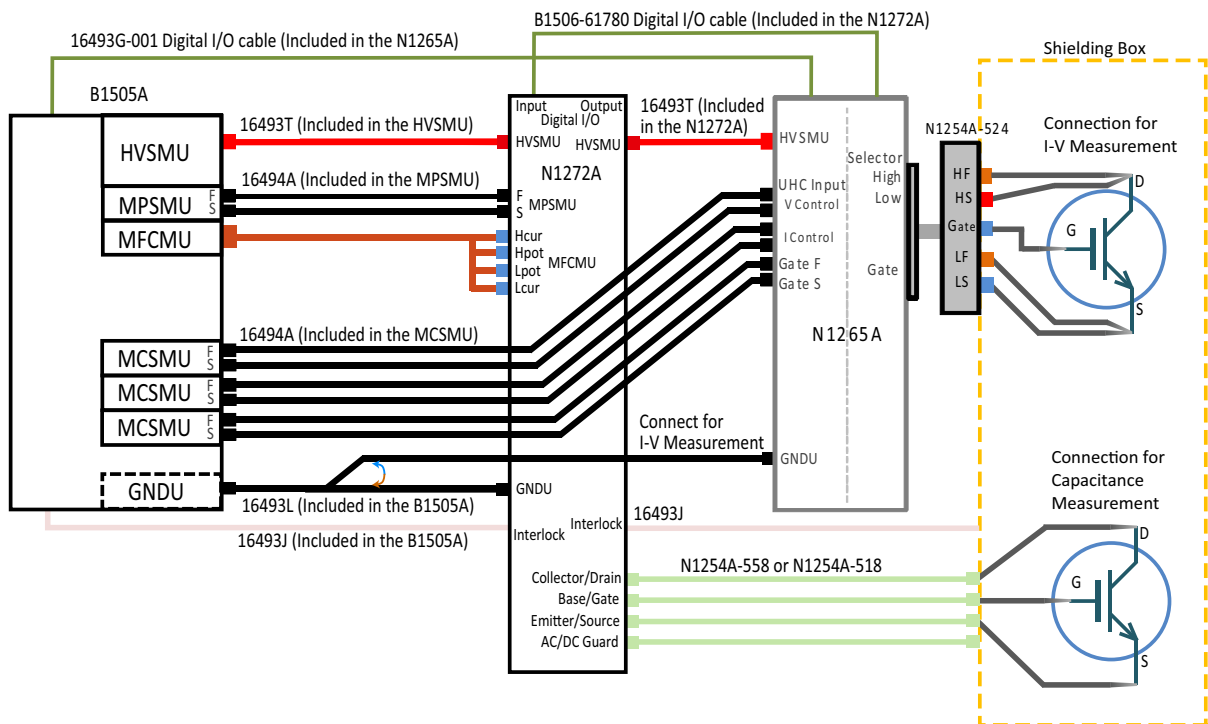 B1506-61780 Digital I/O cable (Included in the N1272A)
16493G-001 Digital I/O cable (Included in the N1265A)
Shielding Box
B1505A
HVSMU
MPSMU
F
S
MFCMU
MCSMU
F
S
MCSMU
F
S
MCSMU
F
S
GNDU
16493T (Included in the HVSMU)
16494A (Included in the MPSMU)
16494A (Included in the MCSMU)
16493L (Included in the B1505A)
16493J (Included in the B1505A)
Input
Output
Digital I/O
HVSMU
HVSMU
N1272A
F
S
MPSMU
Hcur
Hpot
Lpot
Lcur
MFCMU
GNDU
Interlock
Interlock
Collector/Drain
Base/Gate
Emitter/Source
AC/DC Guard
16493T (Included
in the N1272A)
Connect for
I-V Measurement
16493J
N1254A-558 or N1254A-518
HVSMU
UHC Input
V Control
I Control
Gate F
Gate S
Selector
High
Low
Gate
N1265A
GNDU
N1254A-524
HF
HS
Gate
LF
LS
Connection for
I-V Measurement
D
G
S
Connection for
Capacitance
Measurement
D
G
S